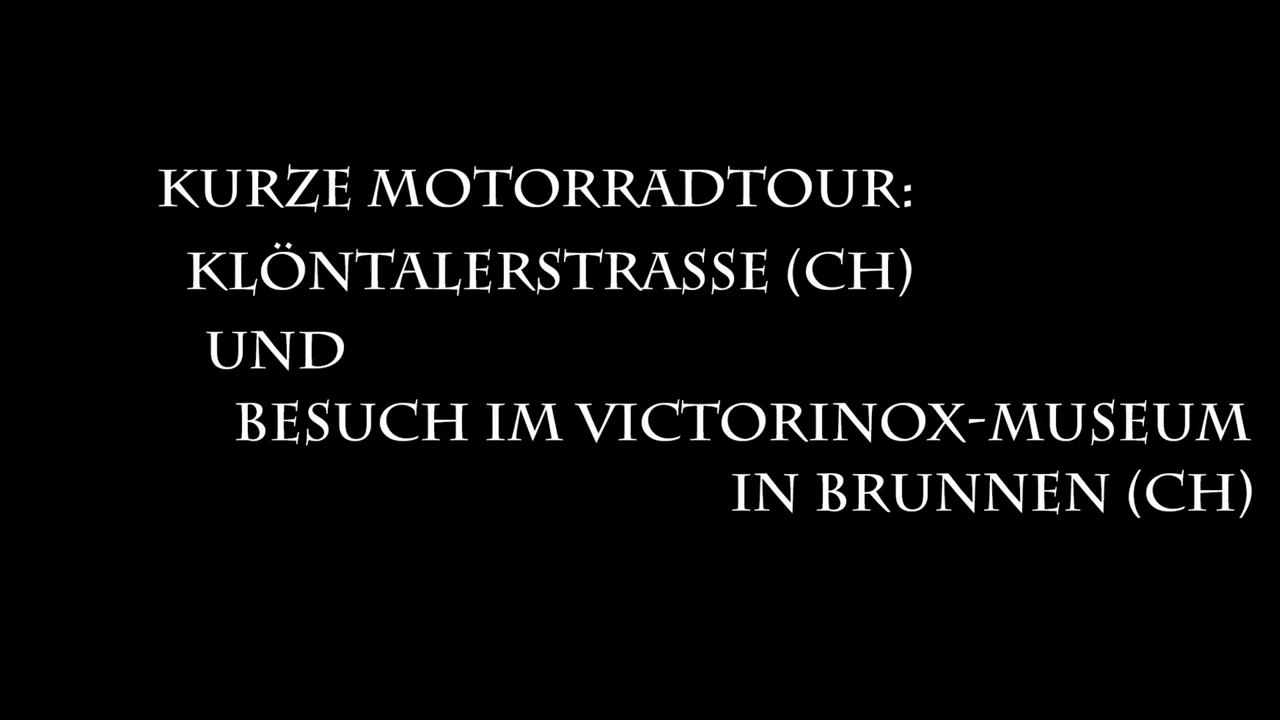 KURZE MOTORRADTOUR:
KLÖNTALERSTRASSE (CH)
UND
BESUCH IM VICTORINOX-MUSEUM
IN BRUNNEN (CH)